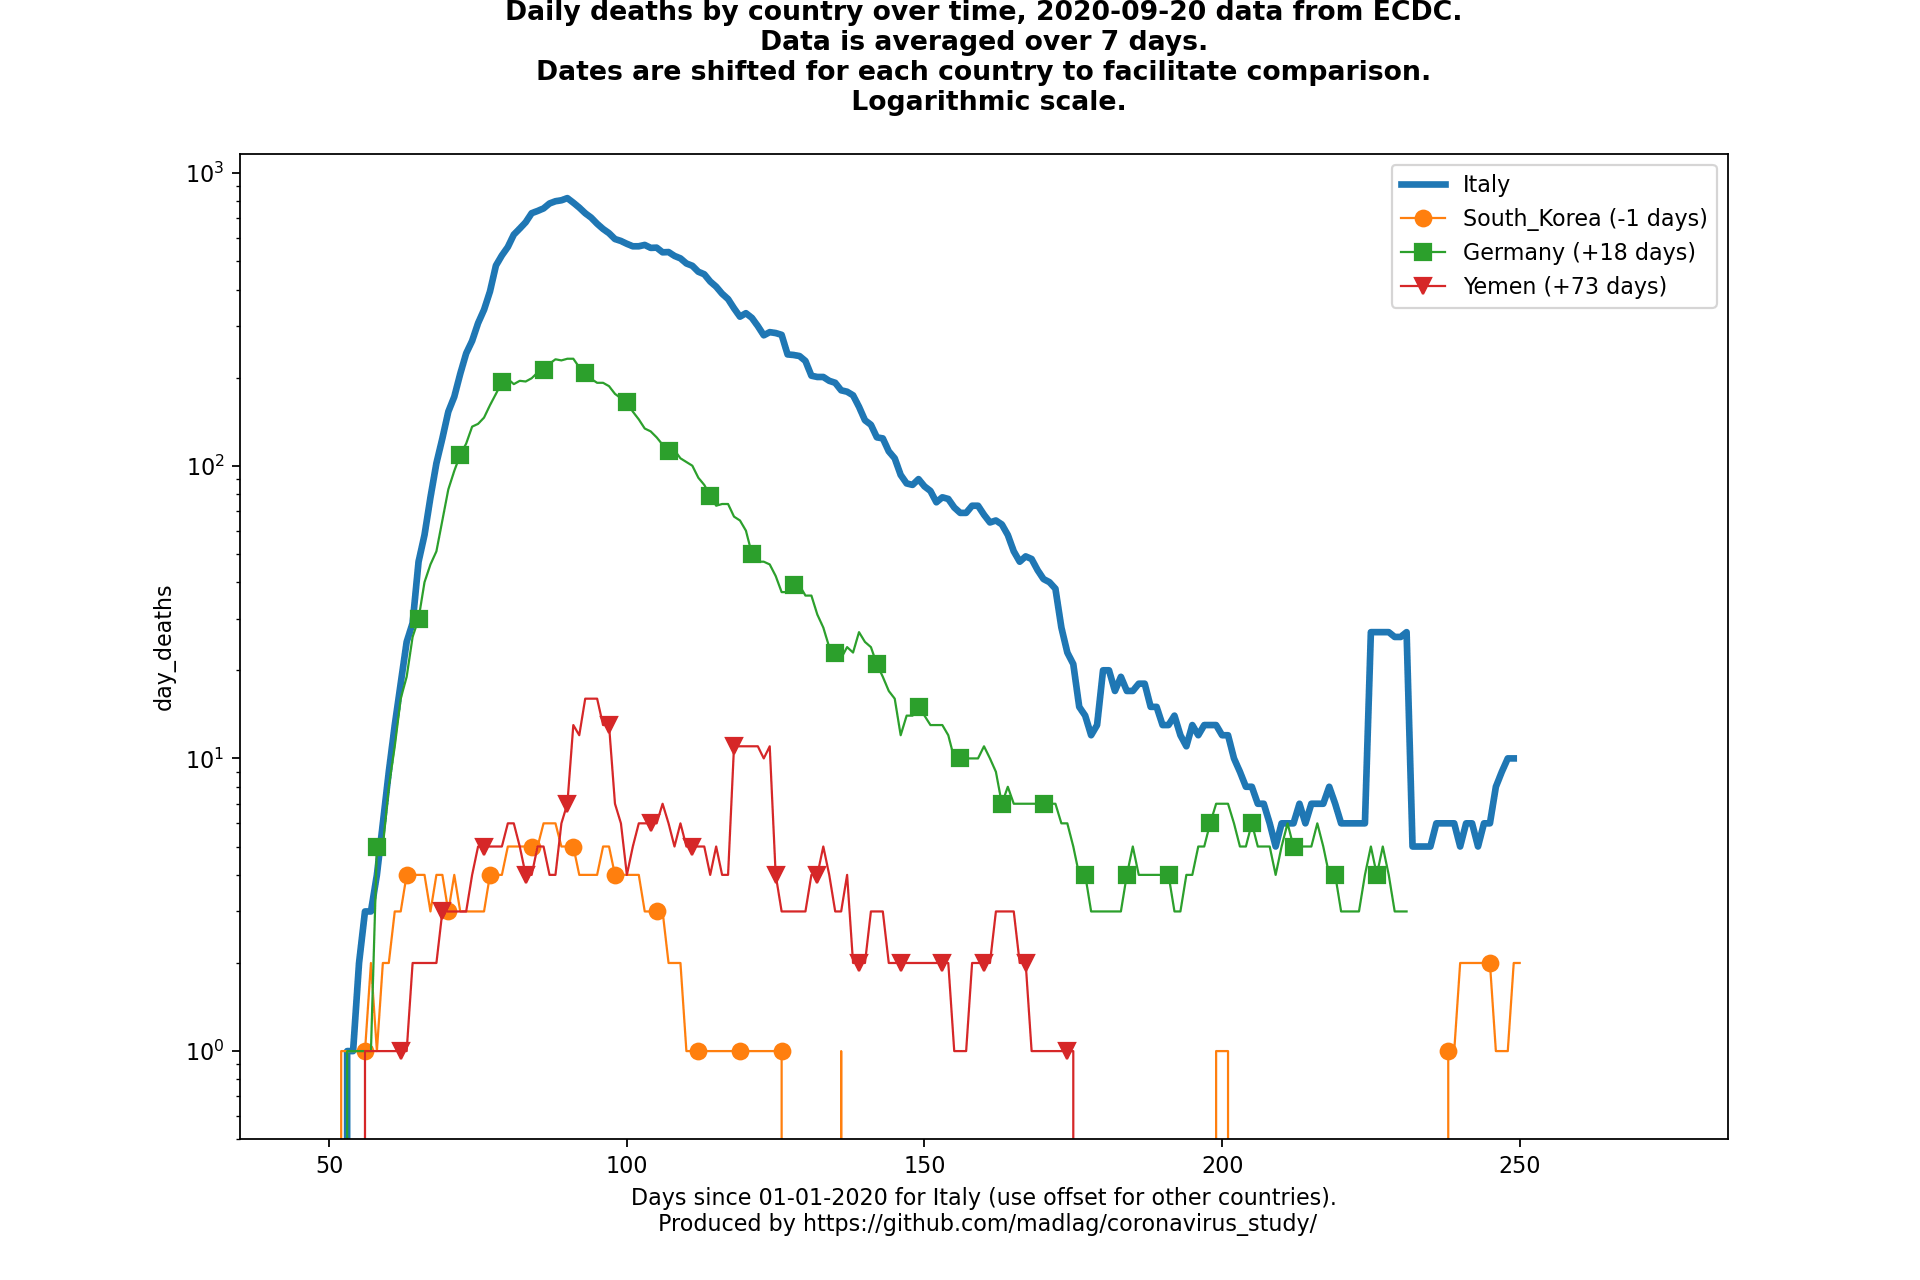 Daily deaths by country over time, 2020-09-20 data from ECDC.
Data is averaged over 7 days.
Dates are shifted for each country to facilitate comparison.
Logarithmic scale.
10³
10²
10¹
10⁰
day_deaths
Italy
South_Korea (-1 days)
Germany (+18 days)
Yemen (+73 days)
50
100
150
200
250
Days since 01-01-2020 for Italy (use offset for other countries).
Produced by https://github.com/madlag/coronavirus_study/